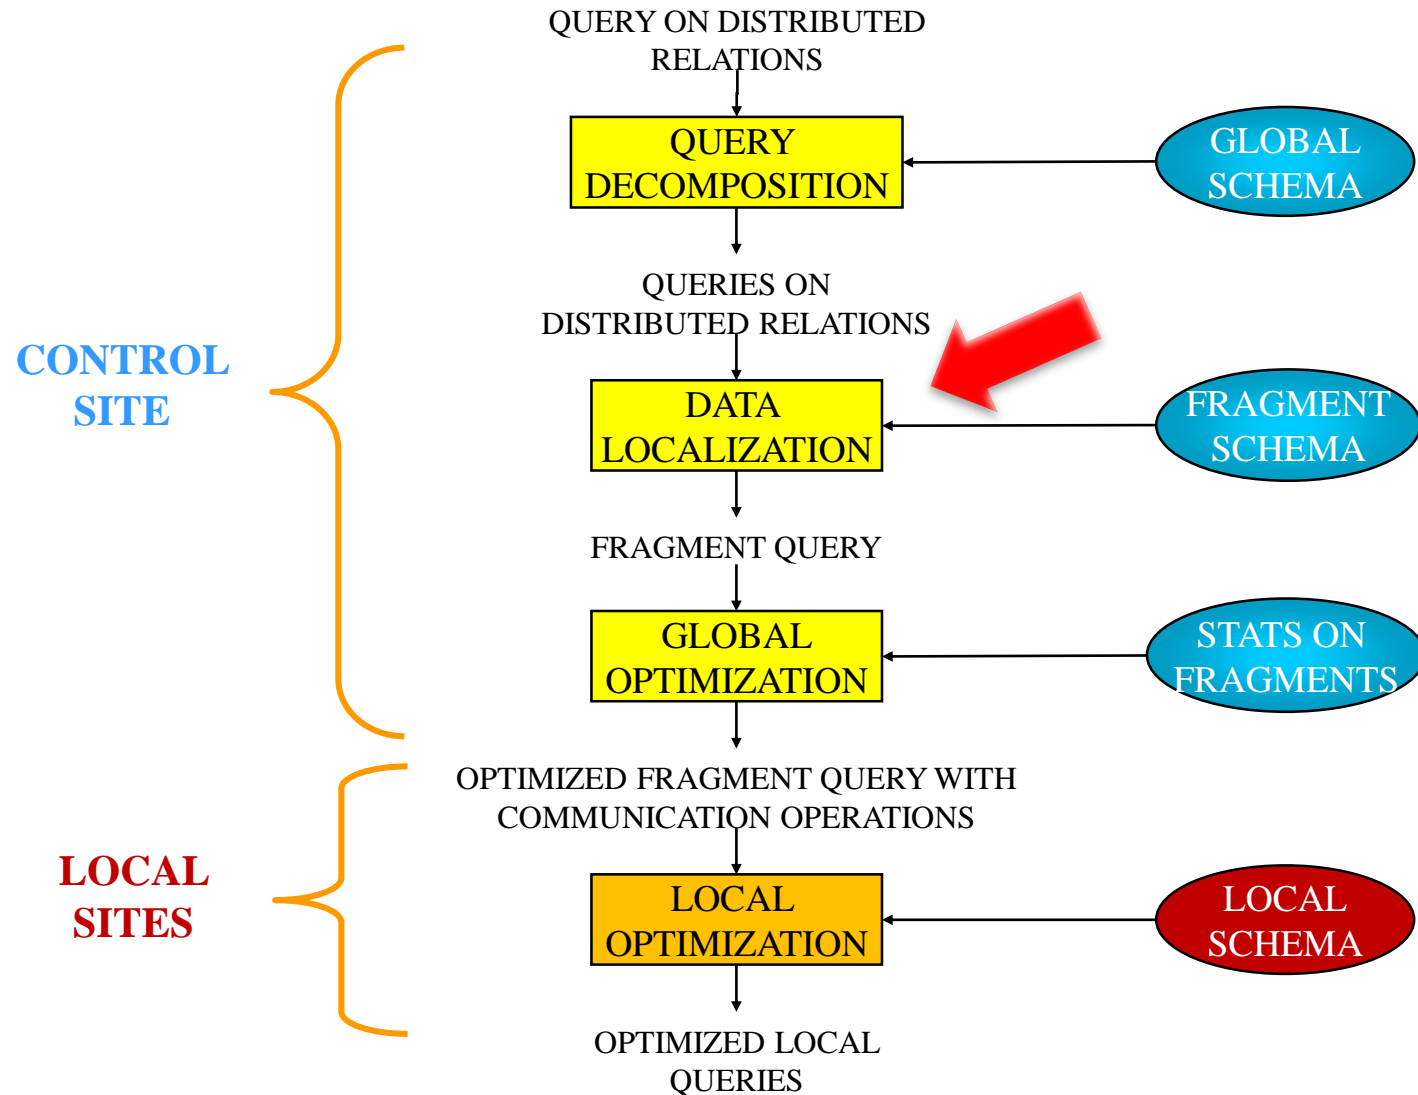 QUERY ON DISTRIBUTED
RELATIONS
QUERY
DECOMPOSITION
GLOBAL
SCHEMA
QUERIES ON
DISTRIBUTED RELATIONS
CONTROL
SITE
DATA
LOCALIZATION
FRAGMENT
SCHEMA
FRAGMENT QUERY
GLOBAL
OPTIMIZATION
STATS ON
FRAGMENTS
OPTIMIZED FRAGMENT QUERY WITH
COMMUNICATION OPERATIONS
LOCAL
SITES
LOCAL
OPTIMIZATION
LOCAL
SCHEMA
OPTIMIZED LOCAL
QUERIES